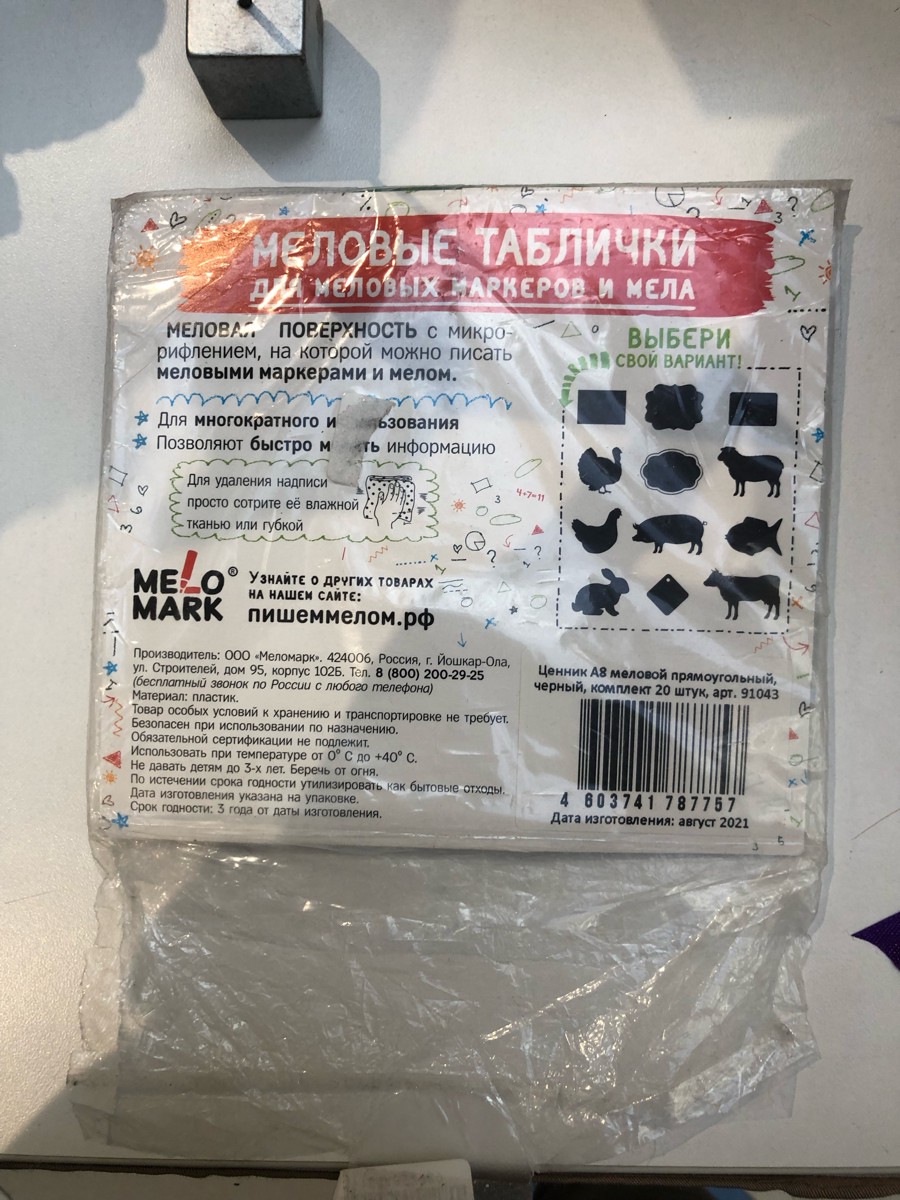 МЕЛОВЫЕ ТАБЛИЧКИ
ДЛЯ МЕЛОВЫХ МАРКЕРОВ И МЕЛА
МЕЛОВАЯ ПОВЕРХНОСТЬ с микро-
рифлением, на которой можно писать
меловыми маркерами и мелом.
Для многократного использования
Позволяют быстро менять информацию
Для удаления надписи
просто сотрите её влажной
тканью или губкой
ВЫБЕРИ
СВОЙ ВАРИАНТ!
4+7=11
MELO
MARK®
УЗНАЙТЕ О ДРУГИХ ТОВАРАХ
НА НАШЕМ САЙТЕ:
пишеммелом.рф
Производитель: ООО «Меломарк». 424006, Россия, г. Йошкар-Ола,
ул. Строителей, дом 95, корпус 102Б. Тел. 8 (800) 200-29-25
(бесплатный звонок по России с любого телефона)
Материал: пластик.
Товар особых условий к хранению и транспортировке не требует.
Безопасен при использовании по назначению.
Обязательной сертификации не подлежит.
Использовать при температуре от 0° С до +40° С.
Не давать детям до 3-х лет. Беречь от огня.
По истечении срока годности утилизировать как бытовые отходы.
Дата изготовления указана на упаковке.
Срок годности: 3 года от даты изготовления.
Ценник А8 меловой прямоугольный,
черный, комплект 20 штук, арт. 91043
4 603741 787757
Дата изготовления: август 2021